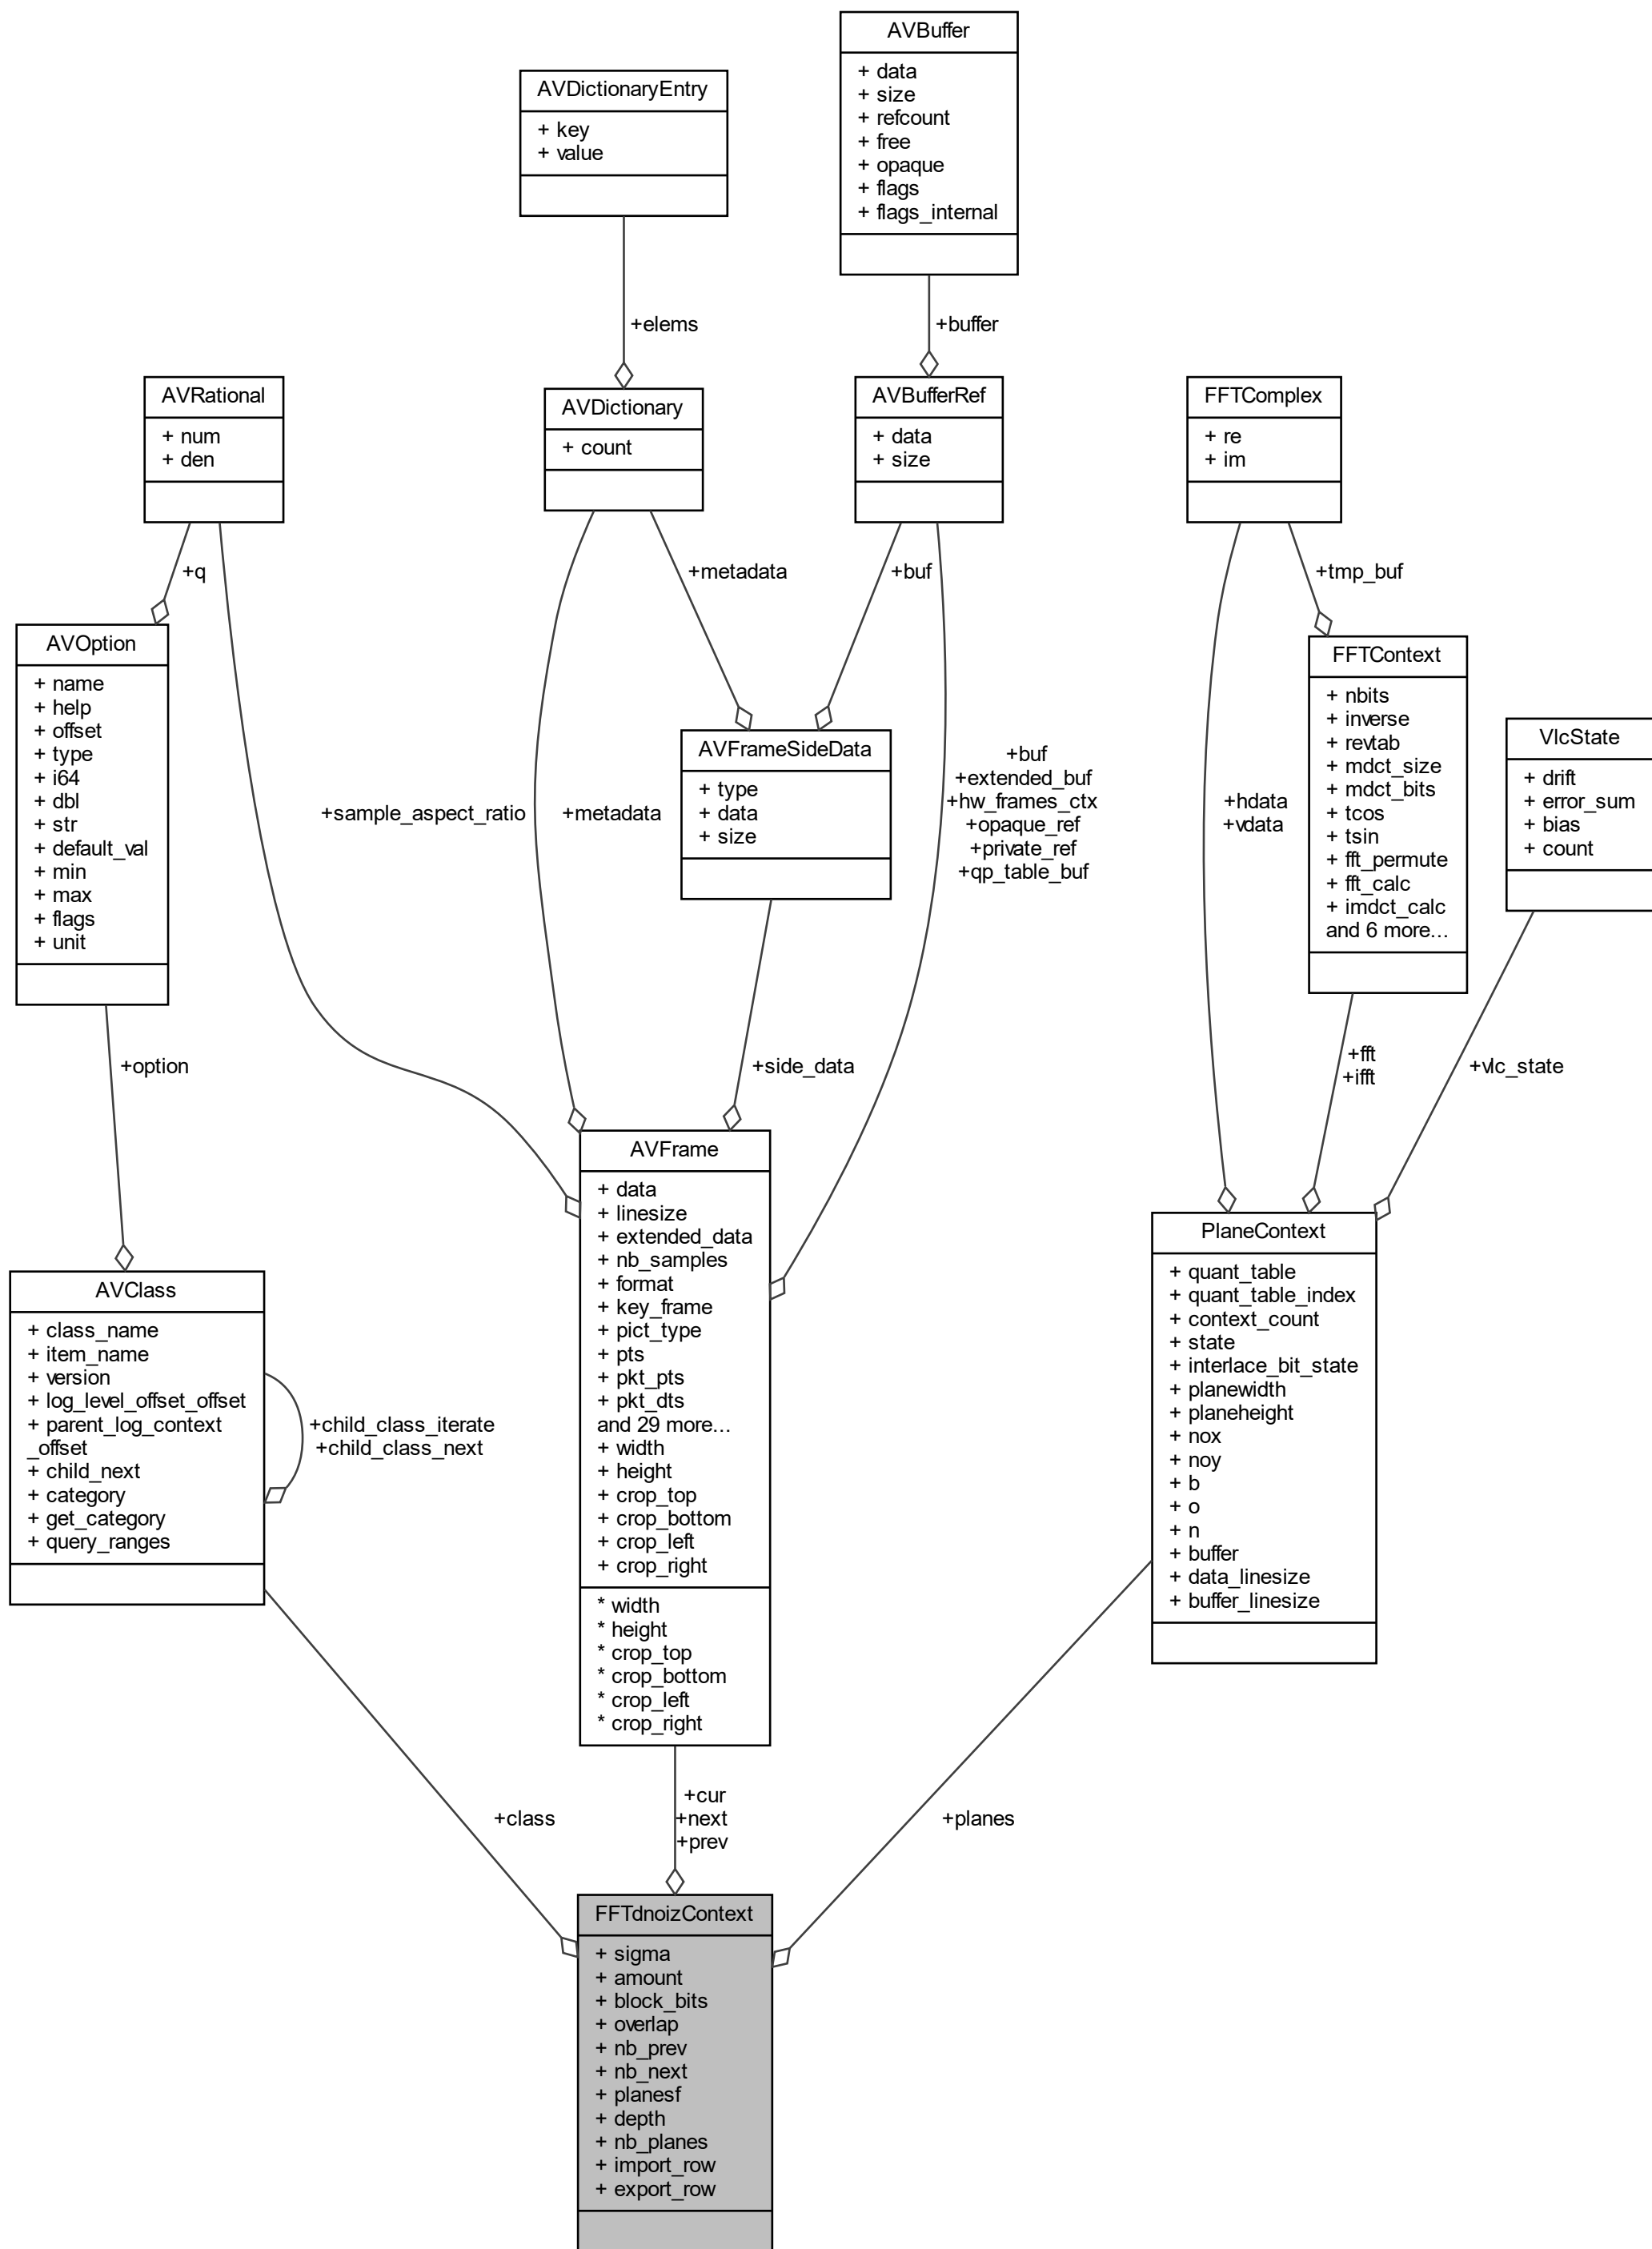 AVBuffer
+ data
+ size
+ refcount
+ free
+ opaque
+ flags
+ flags_internal
AVDictionaryEntry
+ key
+ value
+elems
+buffer
AVRational
+ num
+ den
AVDictionary
+ count
AVBufferRef
+ data
+ size
FFTComplex
+ re
+ im
+q
+metadata
+buf
+tmp_buf
AVOption
+ name
+ help
+ offset
+ type
+ i64
+ dbl
+ str
+ default_val
+ min
+ max
+ flags
+ unit
+sample_aspect_ratio
+metadata
AVFrameSideData
+ type
+ data
+ size
+buf
+extended_buf
+hw_frames_ctx
+opaque_ref
+private_ref
+qp_table_buf
+hdata
+vdata
FFTContext
+ nbits
+ inverse
+ revtab
+ mdct_size
+ mdct_bits
+ tcos
+ tsin
+ fft_permute
+ fft_calc
+ imdct_calc
and 6 more...
VlcState
+ drift
+ error_sum
+ bias
+ count
+option
+side_data
+fft
+ifft
+vlc_state
AVClass
+ class_name
+ item_name
+ version
+ log_level_offset_offset
+ parent_log_context
_offset
+ child_next
+ category
+ get_category
+ query_ranges
+child_class_iterate
+child_class_next
AVFrame
+ data
+ linesize
+ extended_data
+ nb_samples
+ format
+ key_frame
+ pict_type
+ pts
+ pkt_pts
+ pkt_dts
and 29 more...
+ width
+ height
+ crop_top
+ crop_bottom
+ crop_left
+ crop_right
* width
* height
* crop_top
* crop_bottom
* crop_left
* crop_right
PlaneContext
+ quant_table
+ quant_table_index
+ context_count
+ state
+ interlace_bit_state
+ planewidth
+ planeheight
+ nox
+ noy
+ b
+ o
+ n
+ buffer
+ data_linesize
+ buffer_linesize
+class
+cur
+next
+prev
+planes
FFTdnoizContext
+ sigma
+ amount
+ block_bits
+ overlap
+ nb_prev
+ nb_next
+ planesf
+ depth
+ nb_planes
+ import_row
+ export_row